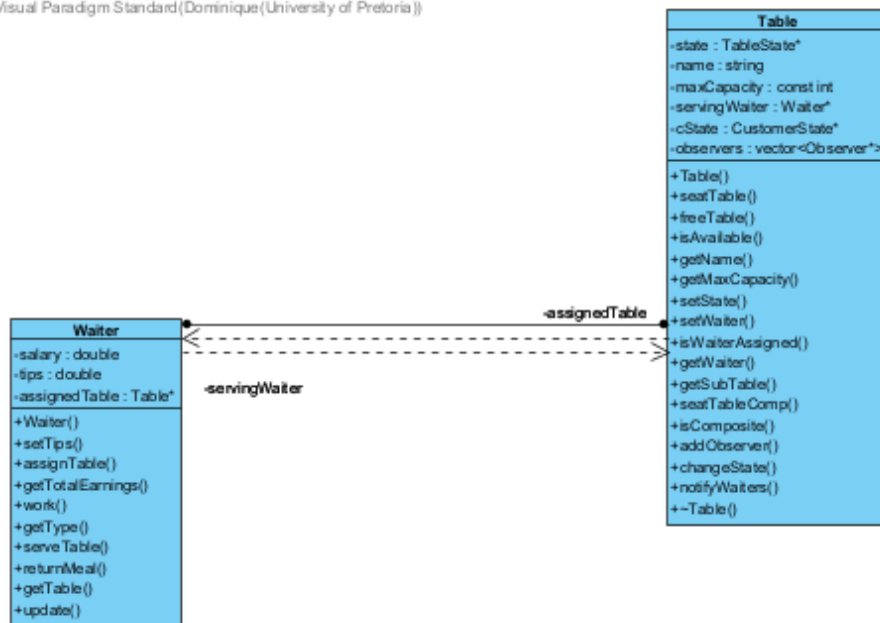 Visual Paradigm Standard(Dominique(University of Pretoria))
Table
-state : TableState*
-name : string
-maxCapacity : const int
-servingWaiter : Waiter*
-cState : CustomerState*
-observers : vector<Observer*>
+Table()
+seatTable()
+freeTable()
+isAvailable()
+getName()
+getMaxCapacity()
+setState()
+setWaiter()
+isWaiterAssigned()
+getWaiter()
+getSubTable()
+seatTableComp()
+isComposite()
+addObserver()
+changeState()
+notifyWaiters()
+~Table()
-assignedTable
-servingWaiter
Waiter
-salary : double
-tips : double
-assignedTable : Table*
+Waiter()
+setTips()
+assignTable()
+getTotalEarnings()
+work()
+getType()
+serveTable()
+returnMeal()
+getTable()
+update()